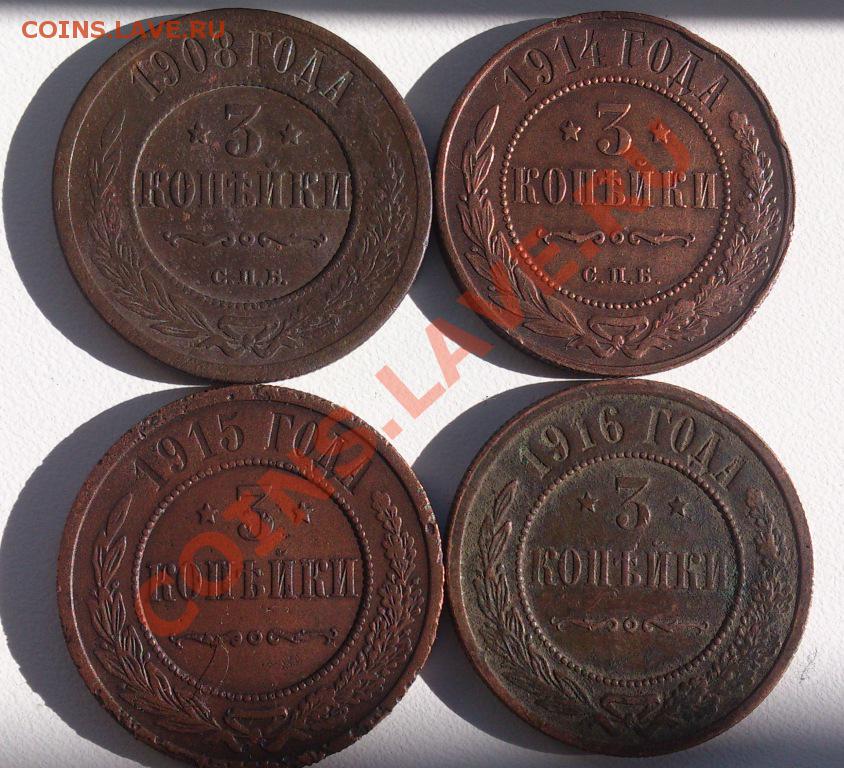 COINS.LAVE.RU
1908 ГОДА
3
КОПѢЙКИ
С.П.Б.
1914 ГОДА
3
КОПѢЙКИ
С.П.Б.
1915 ГОДА
3
КОПѢЙКИ
1916 ГОДА
3
КОПѢЙКИ
COINS.LAVE.RU